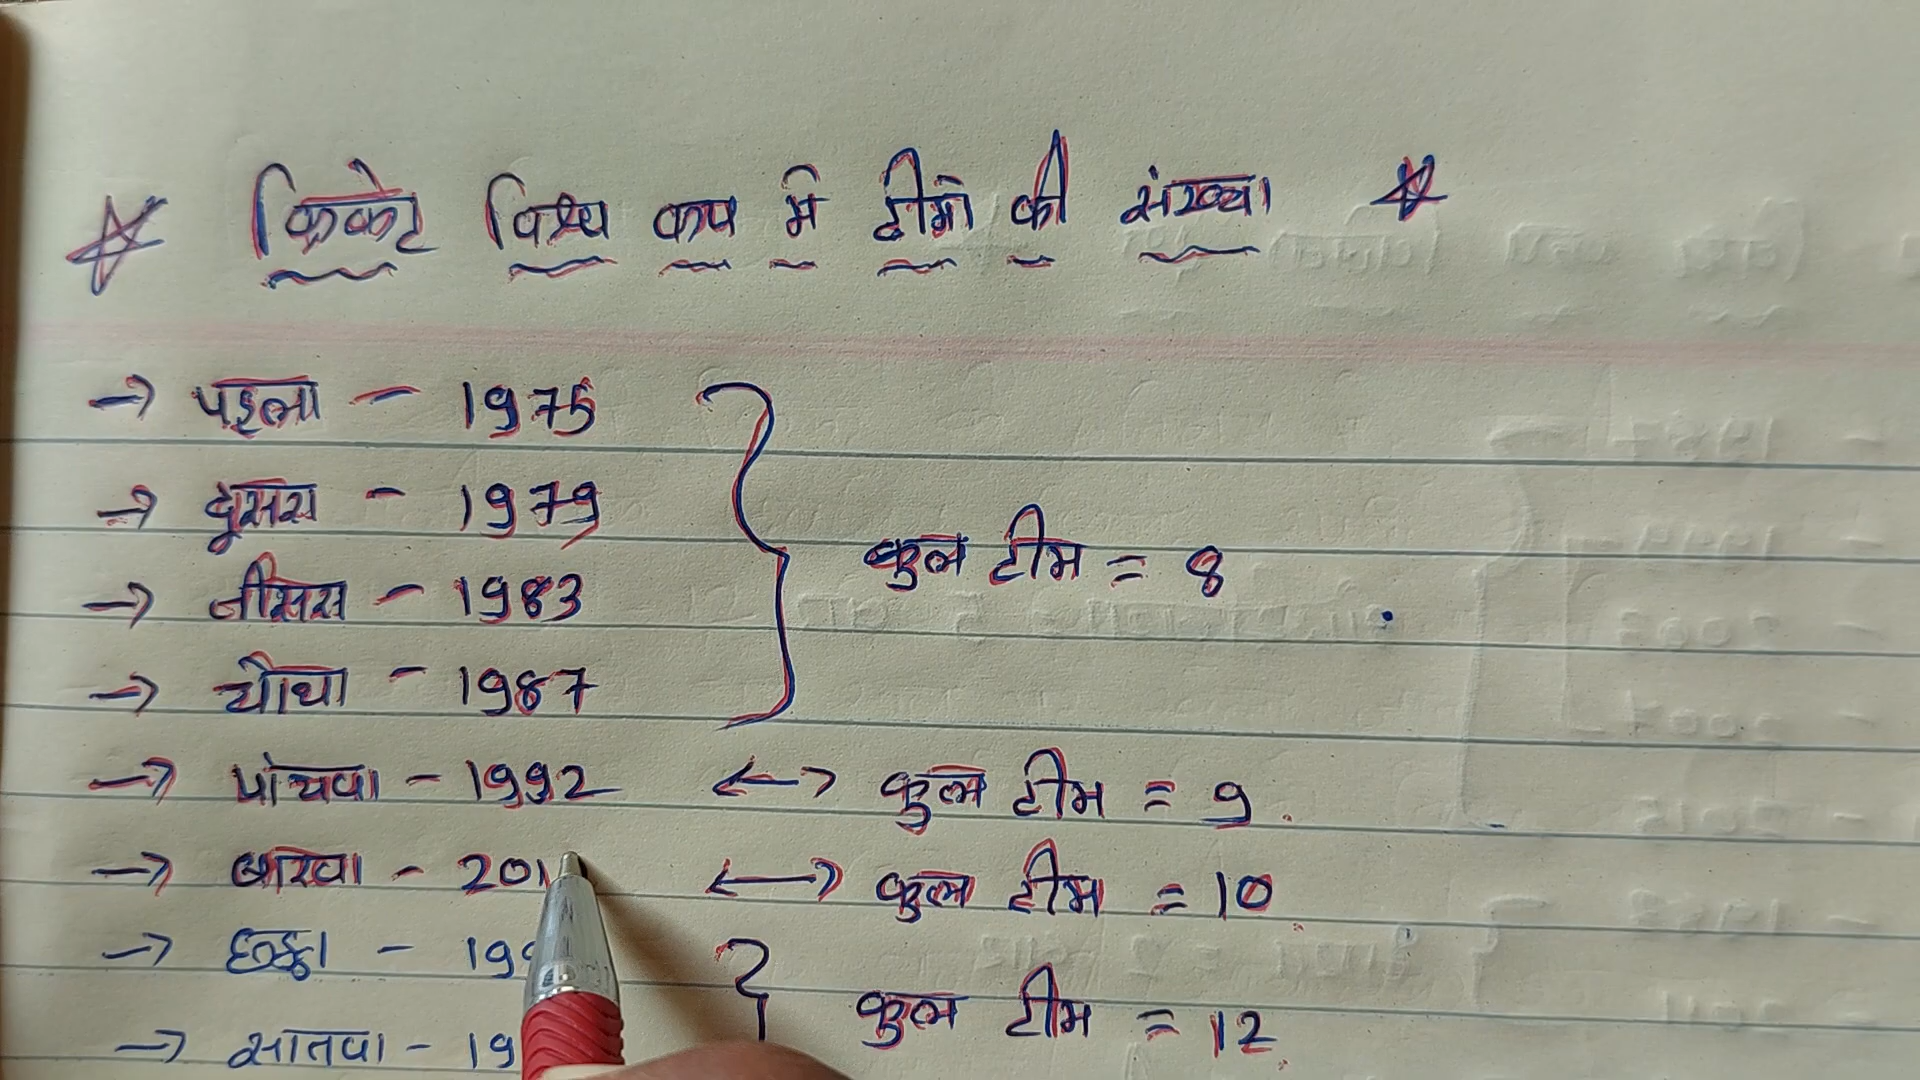 क्रिकेट विश्व कप मे टीमो की संख्या
→ पहला - 1975
→ दूसरा - 1979
→ तीसरा - 1983
→ चौथा - 1987
कुल टीम = 8
→ पांचवा - 1992 ↔ कुल टीम = 9.
→ बारवा - 201 ↔ कुल टीम = 10
→ छठ्ठा - 199
→ सातवा - 19
कुल टीम = 12